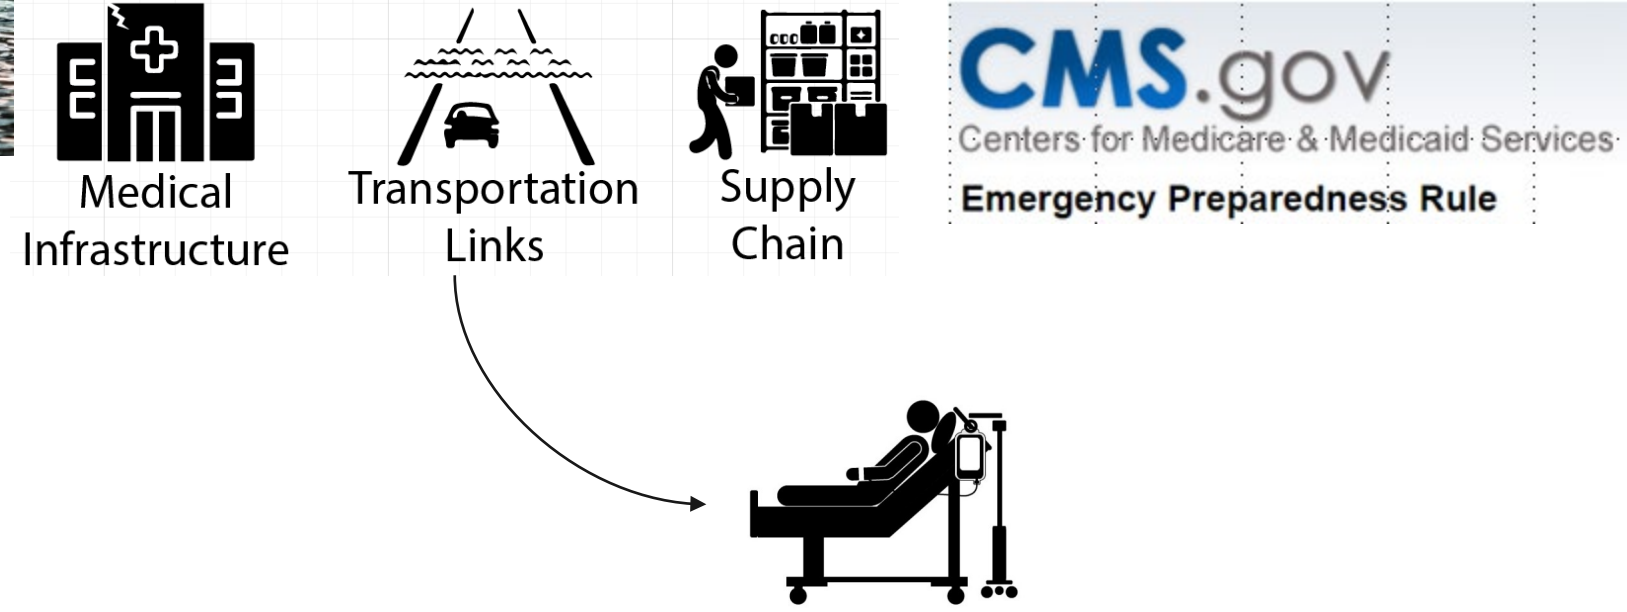 Medical
Infrastructure
Transportation
Links
Supply
Chain
CMS.gov
Centers for Medicare & Medicaid Services
Emergency Preparedness Rule